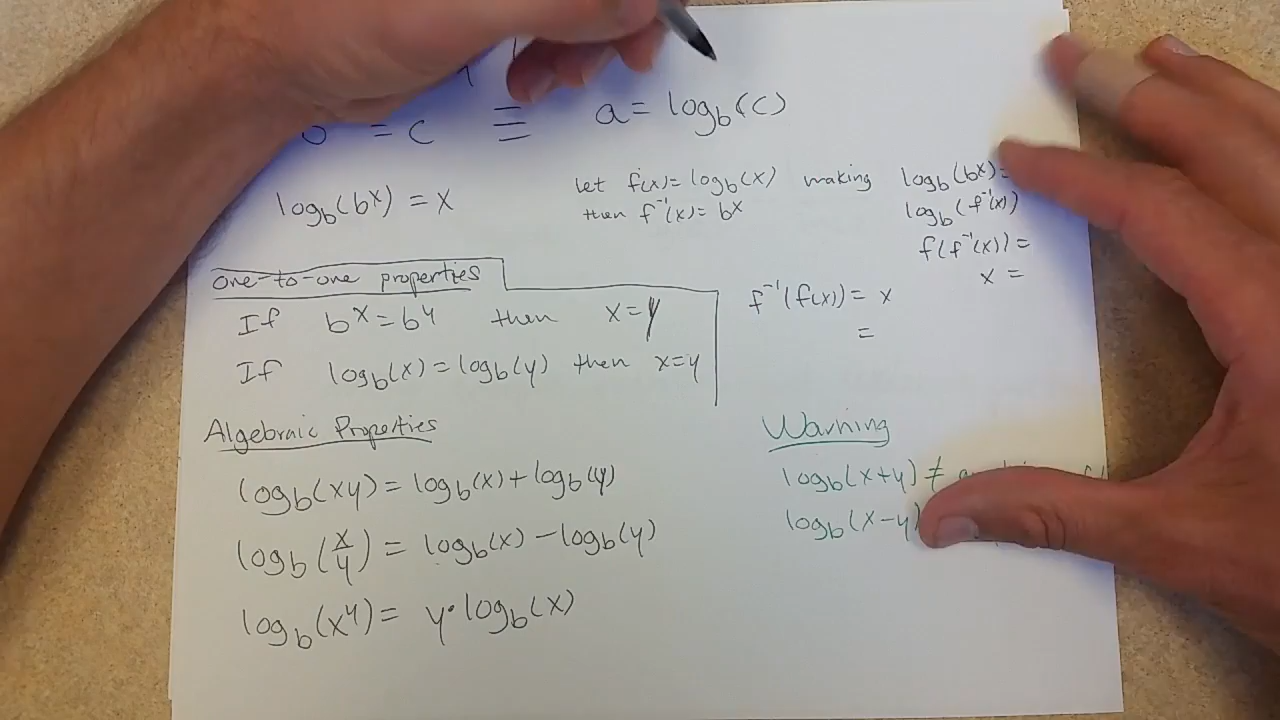 = c ≡ a = log_b(c)
log_b(b^x) = x
let f(x) = log_b(x) making log_b(b^x) =
then f^-1(x) = b^x
log_b(f^-1(x))
f(f^-1(x)) =
x =
one-to-one properties
If b^x = b^y then x = y
If log_b(x) = log_b(y) then x = y
f^-1(f(x)) = x
=
Algebraic Properties
log_b(xy) = log_b(x) + log_b(y)
log_b(x/y) = log_b(x) - log_b(y)
log_b(x^y) = y · log_b(x)
Warning
log_b(x+y) ≠
log_b(x-y)